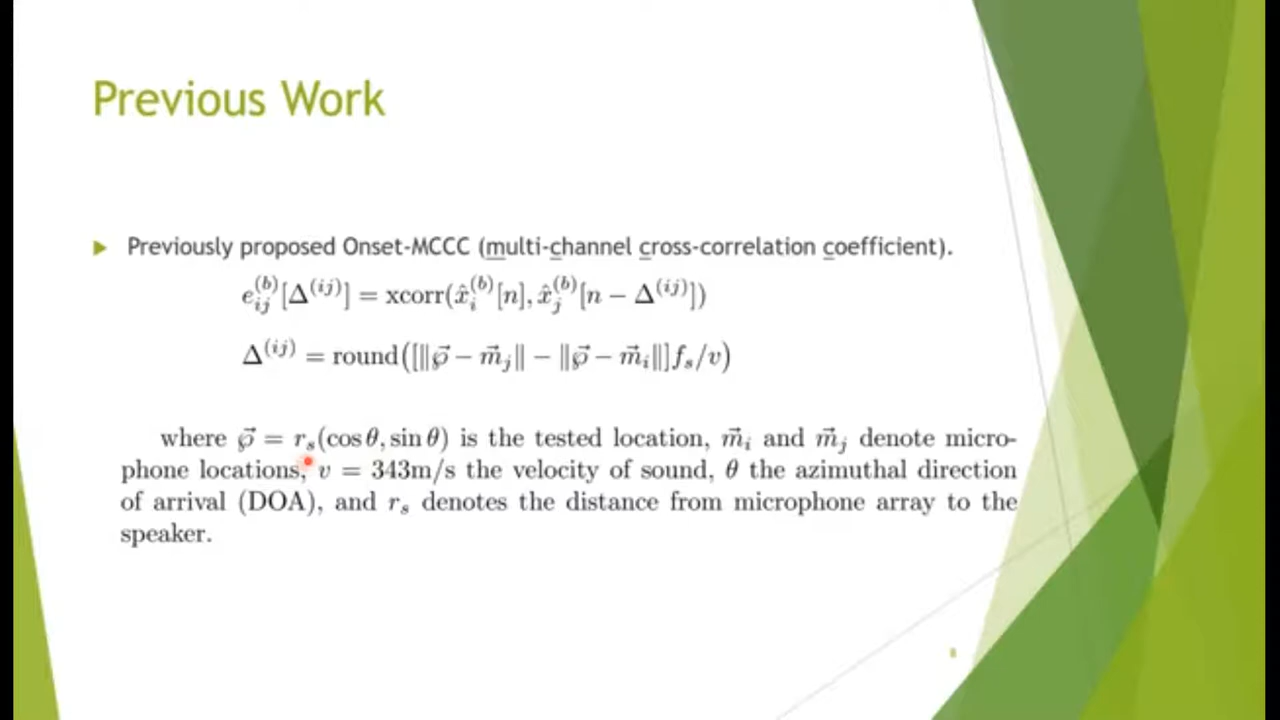 Previous Work
Previously proposed Onset-MCCC (multi-channel cross-correlation coefficient).
e_{ij}^{(b)}[Δ^{(ij)}] = xcorr(x̂_i^{(b)}[n], x̂_j^{(b)}[n − Δ^{(ij)}])
Δ^{(ij)} = round([‖℘⃗ − m⃗_j‖ − ‖℘⃗ − m⃗_i‖]f_s/v)
where ℘⃗ = r_s(cos θ, sin θ) is the tested location, m⃗_i and m⃗_j denote micro-
phone locations, v = 343m/s the velocity of sound, θ the azimuthal direction
of arrival (DOA), and r_s denotes the distance from microphone array to the
speaker.